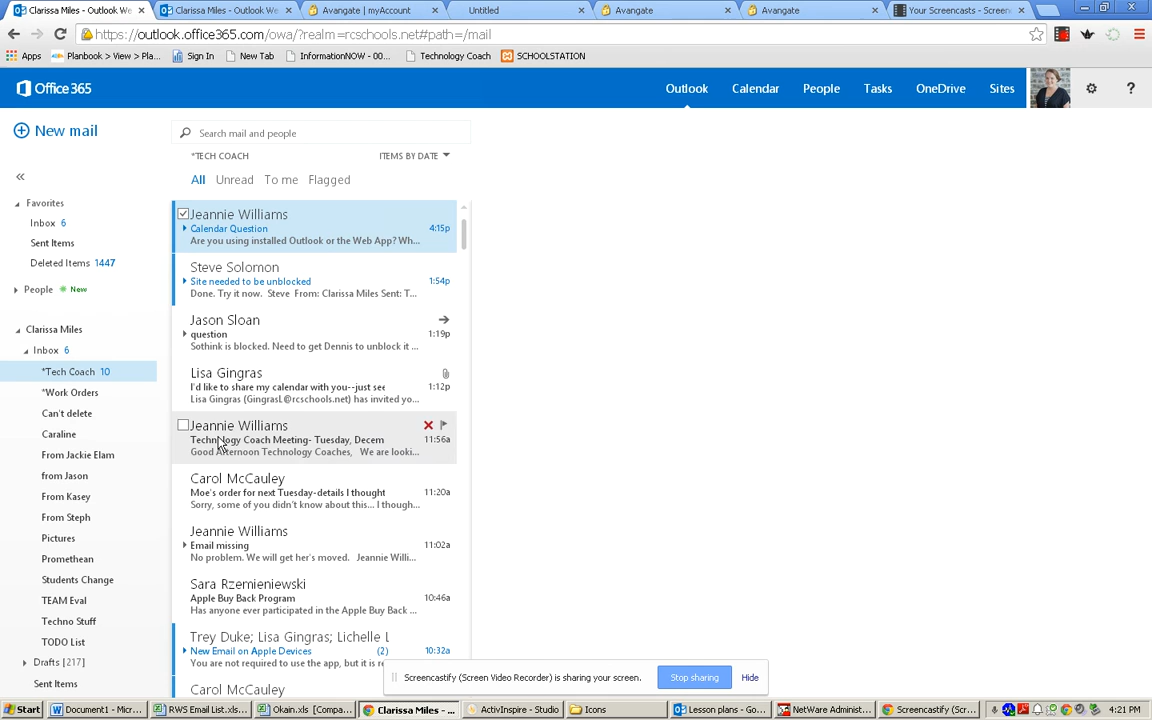 Clarissa Miles - Outlook We
Clarissa Miles - Outlook We
Avangate | myAccount
Untitled
Avangate
Avangate
Your Screencasts - Screen
https://outlook.office365.com/owa/?realm=rcschools.net#path=/mail
Apps
Planbook > View > Pla...
Sign In
New Tab
InformationNOW - 00...
Technology Coach
SCHOOLSTATION
Office 365
Outlook
Calendar
People
Tasks
OneDrive
Sites
?
New mail
Search mail and people
*TECH COACH
ITEMS BY DATE
All
Unread
To me
Flagged
«
Favorites
Inbox 6
Sent Items
Deleted Items 1447
People New
Clarissa Miles
Inbox 6
*Tech Coach 10
*Work Orders
Can't delete
Caraline
From Jackie Elam
from Jason
From Kasey
From Steph
Pictures
Promethean
Students Change
TEAM Eval
Techno Stuff
TODO List
Drafts [217]
Sent Items
Jeannie Williams
Calendar Question 4:15p
Are you using installed Outlook or the Web App? Wh...
Steve Solomon
Site needed to be unblocked 1:54p
Done. Try it now. Steve From: Clarissa Miles Sent: T...
Jason Sloan
question 1:19p
Sothink is blocked. Need to get Dennis to unblock it ...
Lisa Gingras
I'd like to share my calendar with you--just see 1:12p
Lisa Gingras (GingrasL@rcschools.net) has invited yo...
Jeannie Williams
Technology Coach Meeting- Tuesday, Decem 11:56a
Good Afternoon Technology Coaches, We are looki...
Carol McCauley
Moe's order for next Tuesday-details I thought 11:20a
Sorry, some of you didn't know about this... I though...
Jeannie Williams
Email missing 11:02a
No problem. We will get her's moved. Jeannie Willi...
Sara Rzemieniewski
Apple Buy Back Program 10:46a
Has anyone ever participated in the Apple Buy Back ...
Trey Duke; Lisa Gingras; Lichelle L
New Email on Apple Devices (2) 10:32a
You are not required to use the app, but it is re
Carol McCauley
Screencastify (Screen Video Recorder) is sharing your screen.
Stop sharing
Hide
Start
Document1 - Micr...
RWS Email List.xls...
Okain.xls [Compa...
Clarissa Miles - ...
ActivInspire - Studio
Icons
Lesson plans - Go...
NetWare Administ...
Screencastify (Scr...
4:21 PM